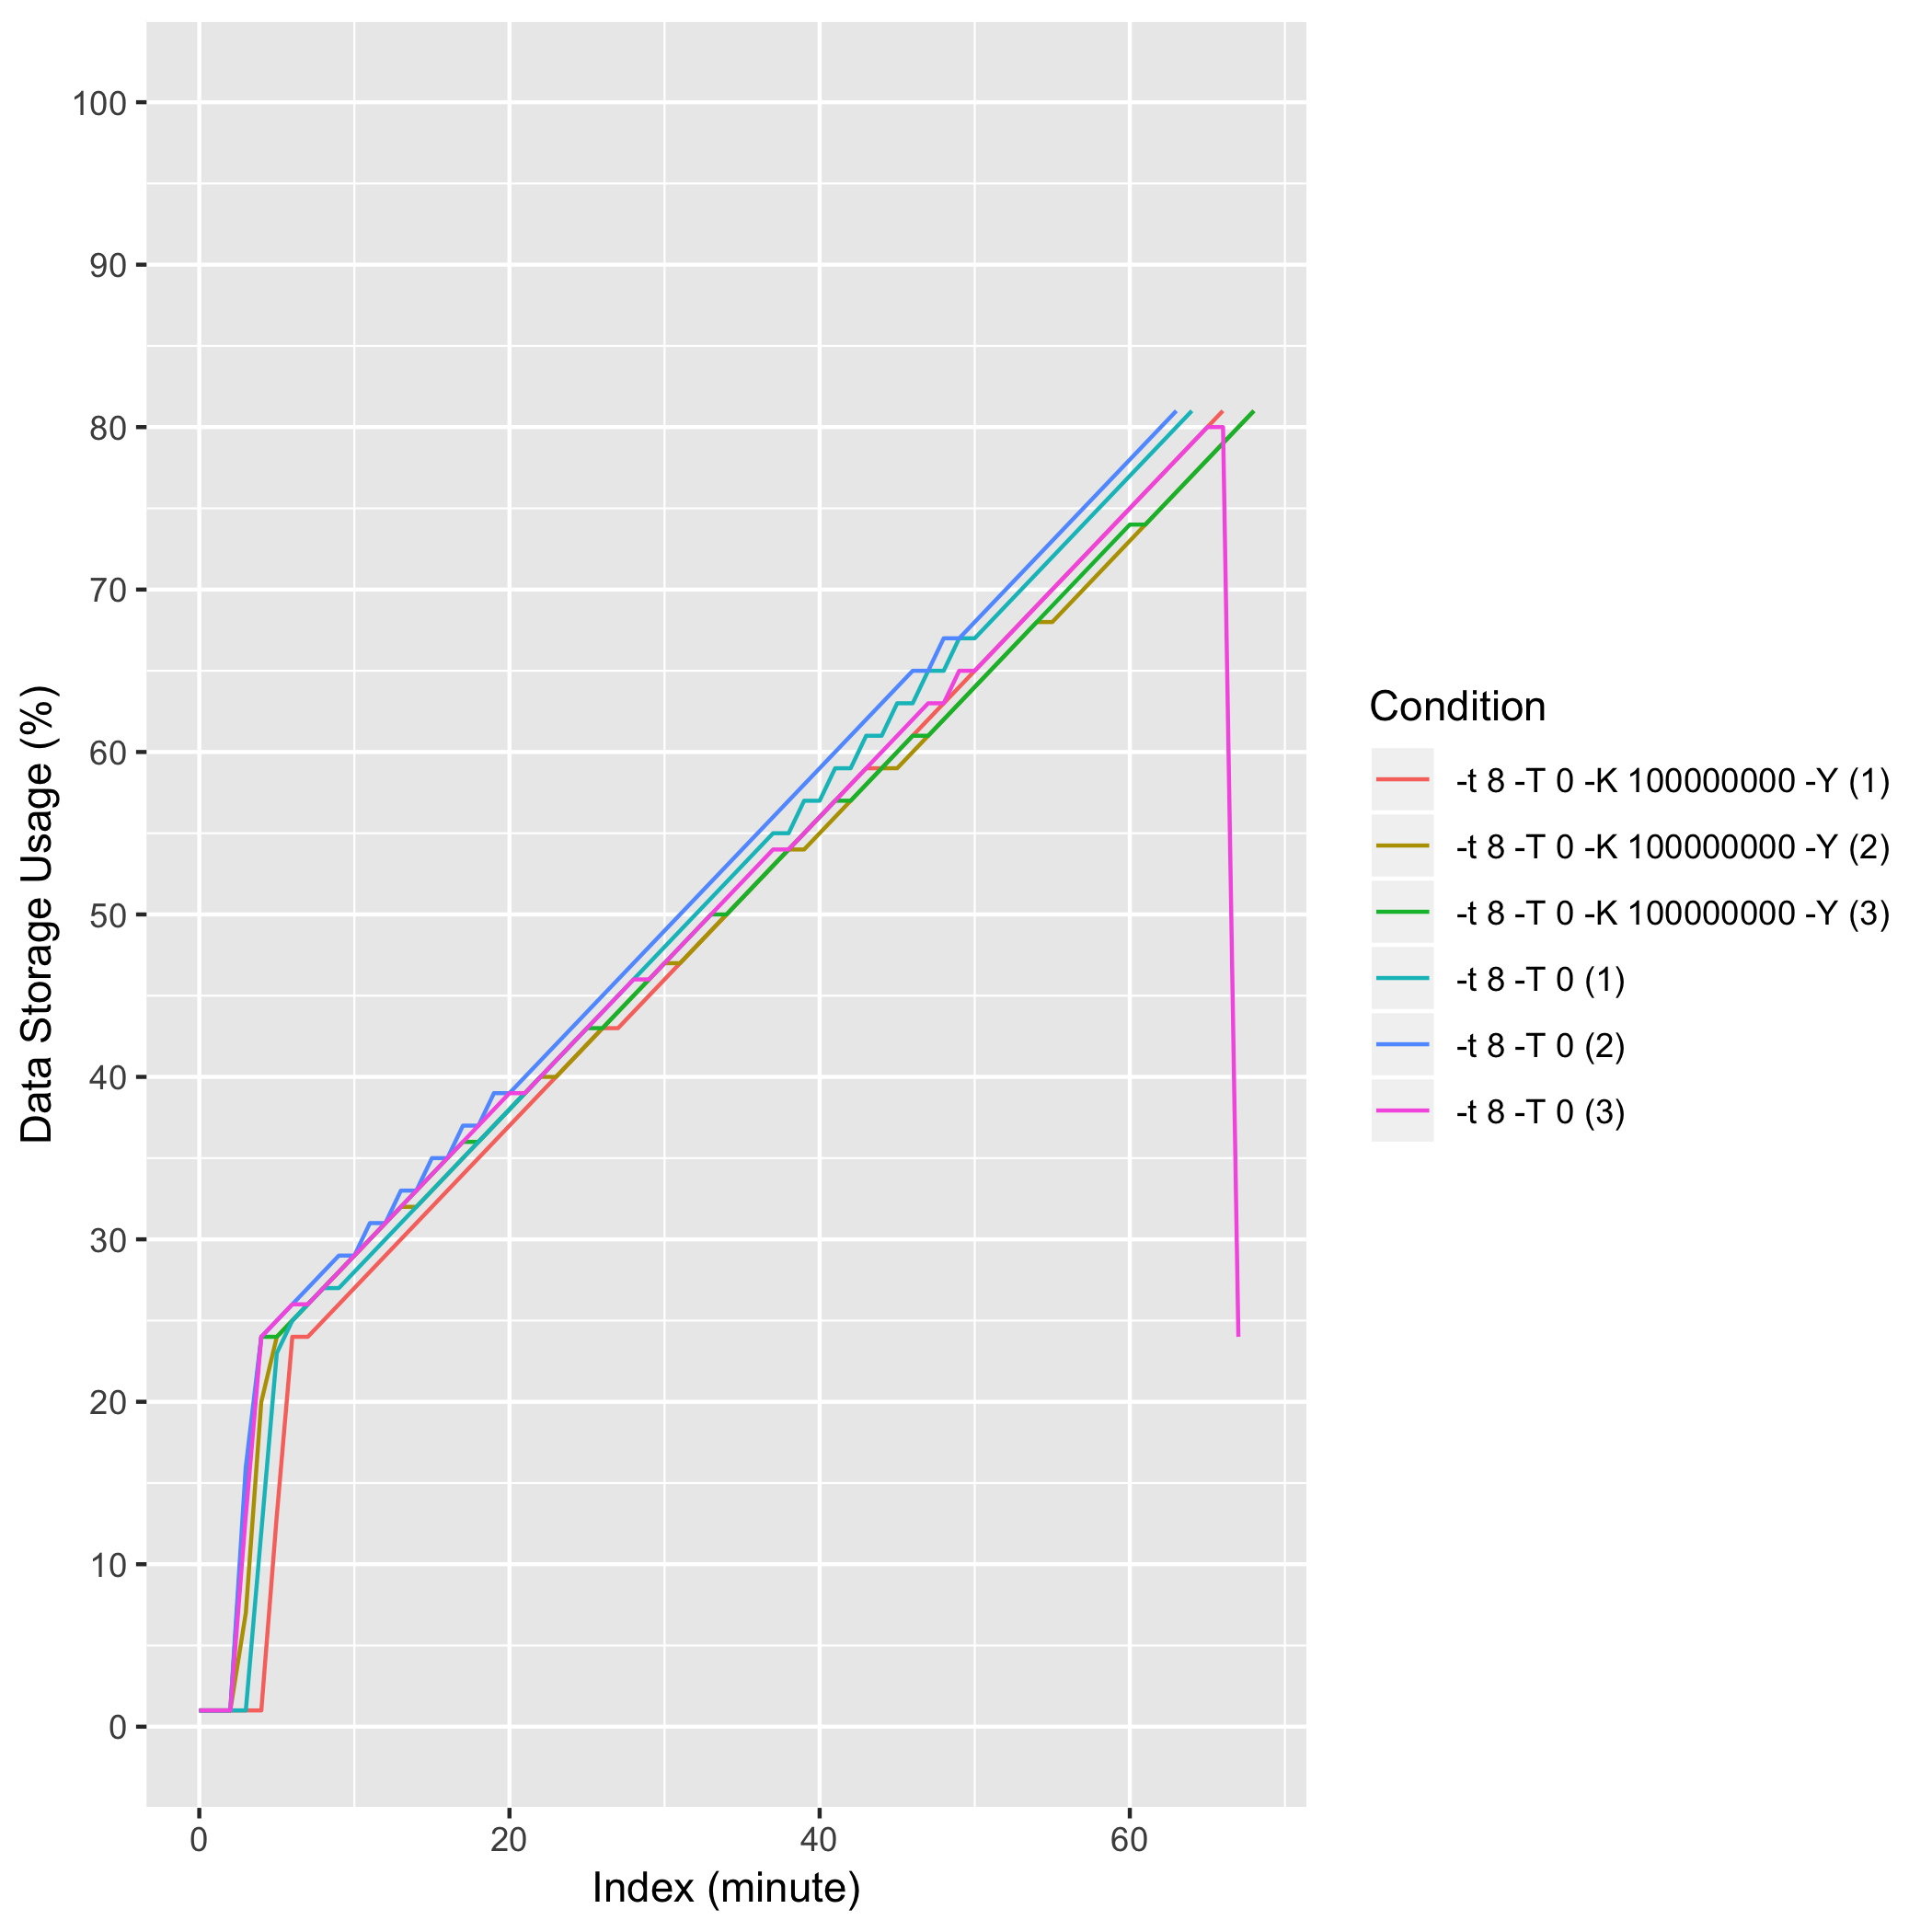 100
90
80
70
60
50
40
30
20
10
0
Data Storage Usage (%)
0 20 40 60
Index (minute)
Condition
-t 8 -T 0 -K 100000000 -Y (1)
-t 8 -T 0 -K 100000000 -Y (2)
-t 8 -T 0 -K 100000000 -Y (3)
-t 8 -T 0 (1)
-t 8 -T 0 (2)
-t 8 -T 0 (3)